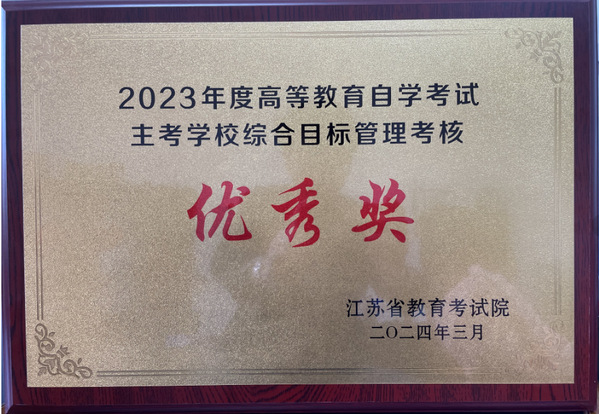 2023年度高等教育自学考试
主考学校综合目标管理考核
优秀奖
江苏省教育考试院
二〇二四年三月